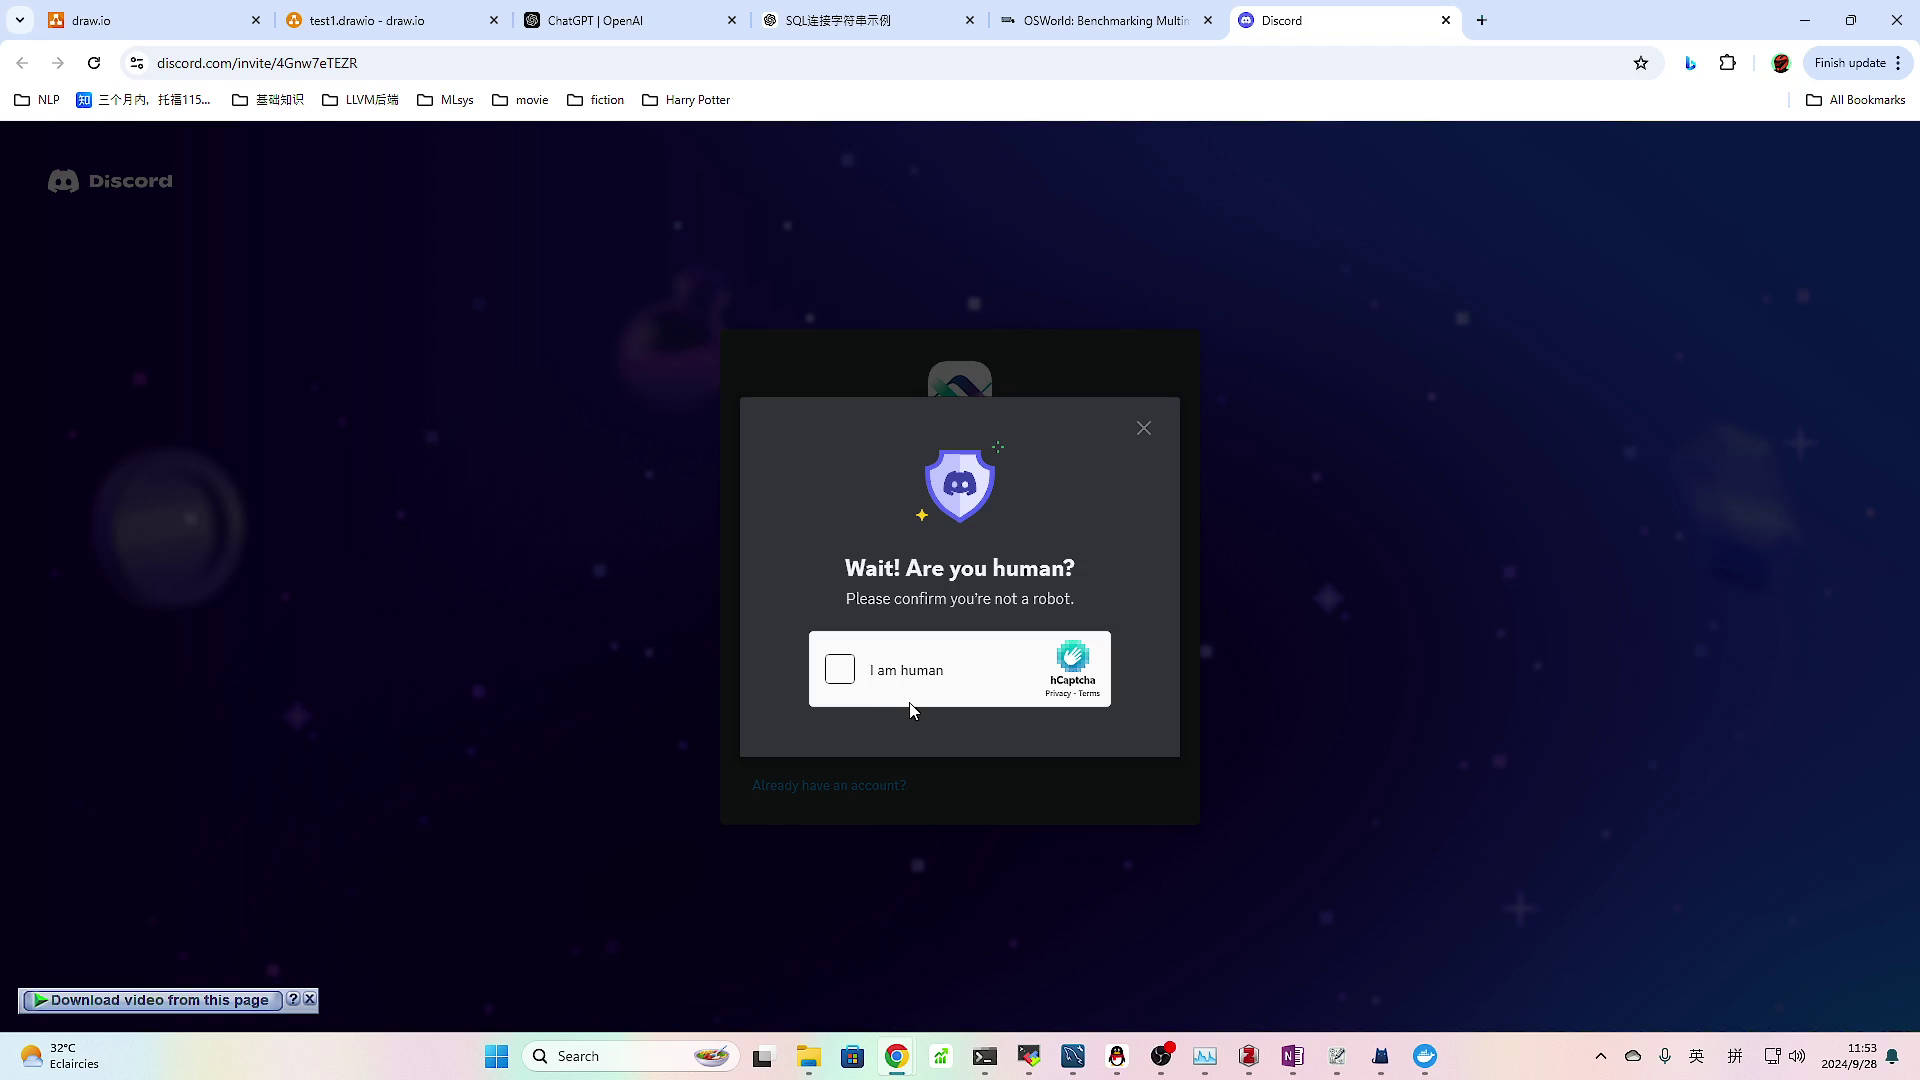 draw.io
test1.drawio - draw.io
ChatGPT | OpenAI
SQL连接字符串示例
OSWorld: Benchmarking Multim
Discord
discord.com/invite/4Gnw7eTEZR
Finish update
NLP
知 三个月内，托福115...
基础知识
LLVM后端
MLsys
movie
fiction
Harry Potter
All Bookmarks
Discord
Wait! Are you human?
Please confirm you're not a robot.
I am human
hCaptcha
Privacy - Terms
Already have an account?
Download video from this page
?
32°C
Eclaircies
Search
英
拼
11:53
2024/9/28